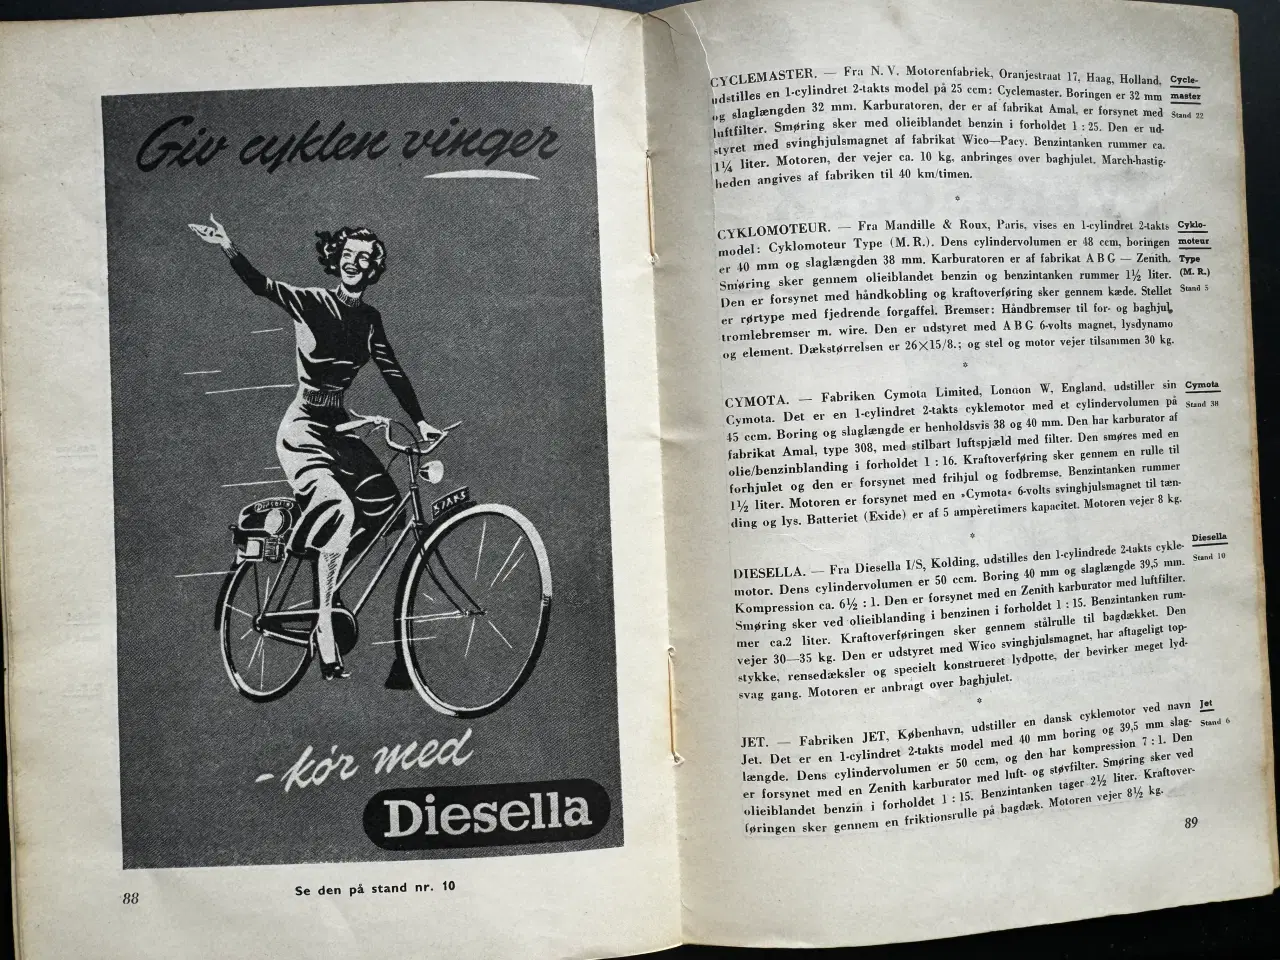 Giv cyklen vinger
Diesella
STARS
- kør med
Diesella
Se den på stand nr. 10
88
CYCLEMASTER. — Fra N. V. Motorenfabriek, Oranjestraat 17, Haag, Holland,
udstilles en 1-cylindret 2-takts model på 25 ccm: Cyclemaster. Boringen er 32 mm
og slaglængden 32 mm. Karburatoren, der er af fabrikat Amal, er forsynet med
luftfilter. Smøring sker med olieiblandet benzin i forholdet 1 : 25. Den er ud-
styret med svinghjulsmagnet af fabrikat Wico—Pacy. Benzintanken rummer ca.
1¼ liter. Motoren, der vejer ca. 10 kg, anbringes over baghjulet. March-hastig-
heden angives af fabriken til 40 km/timen.
Cycle-
master
Stand 22
*
CYKLOMOTEUR. — Fra Mandille & Roux, Paris, vises en 1-cylindret 2-takts
model: Cyklomoteur Type (M. R.). Dens cylindervolumen er 48 ccm, boringen
er 40 mm og slaglængden 38 mm. Karburatoren er af fabrikat A B G — Zenith.
Smøring sker gennem olieiblandet benzin og benzintanken rummer 1½ liter.
Den er forsynet med håndkobling og kraftoverføring sker gennem kæde. Stellet
er rørtype med fjedrende forgaffel. Bremser: Håndbremser til for- og baghjul,
tromlebremser m. wire. Den er udstyret med A B G 6-volts magnet, lysdynamo
og element. Dækstørrelsen er 26×15/8.; og stel og motor vejer tilsammen 30 kg.
Cyklo-
moteur
Type
(M. R.)
Stand 5
*
CYMOTA. — Fabriken Cymota Limited, London W, England, udstiller sin
Cymota. Det er en 1-cylindret 2-takts cyklemotor med et cylindervolumen på
45 ccm. Boring og slaglængde er henholdsvis 38 og 40 mm. Den har karburator af
fabrikat Amal, type 308, med stilbart luftspjæld med filter. Den smøres med en
olie/benzinblanding i forholdet 1 : 16. Kraftoverføring sker gennem en rulle til
forhjulet og den er forsynet med frihjul og fodbremse. Benzintanken rummer
1½ liter. Motoren er forsynet med en »Cymota« 6-volts svinghjulsmagnet til tæn-
ding og lys. Batteriet (Exide) er af 5 ampèretimers kapacitet. Motoren vejer 8 kg.
Cymota
Stand 38
*
DIESELLA. — Fra Diesella I/S, Kolding, udstilles den 1-cylindrede 2-takts cykle-
motor. Dens cylindervolumen er 50 ccm. Boring 40 mm og slaglængde 39,5 mm.
Kompression ca. 6½ : 1. Den er forsynet med en Zenith karburator med luftfilter.
Smøring sker ved olieiblanding i benzinen i forholdet 1 : 15. Benzintanken rum-
mer ca.2 liter. Kraftoverføringen sker gennem stålrulle til bagdækket. Den
vejer 30—35 kg. Den er udstyret med Wico svinghjulsmagnet, har aftageligt top-
stykke, rensedæksler og specielt konstrueret lydpotte, der bevirker meget lyd-
svag gang. Motoren er anbragt over baghjulet.
Diesella
Stand 10
*
JET. — Fabriken JET, København, udstiller en dansk cyklemotor ved navn
Jet. Det er en 1-cylindret 2-takts model med 40 mm boring og 39,5 mm slag-
længde. Dens cylindervolumen er 50 ccm, og den har kompression 7 : 1. Den
er forsynet med en Zenith karburator med luft- og støvfilter. Smøring sker ved
olieiblandet benzin i forholdet 1 : 15. Benzintanken tager 2½ liter. Kraftover-
føringen sker gennem en friktionsrulle på bagdæk. Motoren vejer 8½ kg.
Jet
Stand 6
89